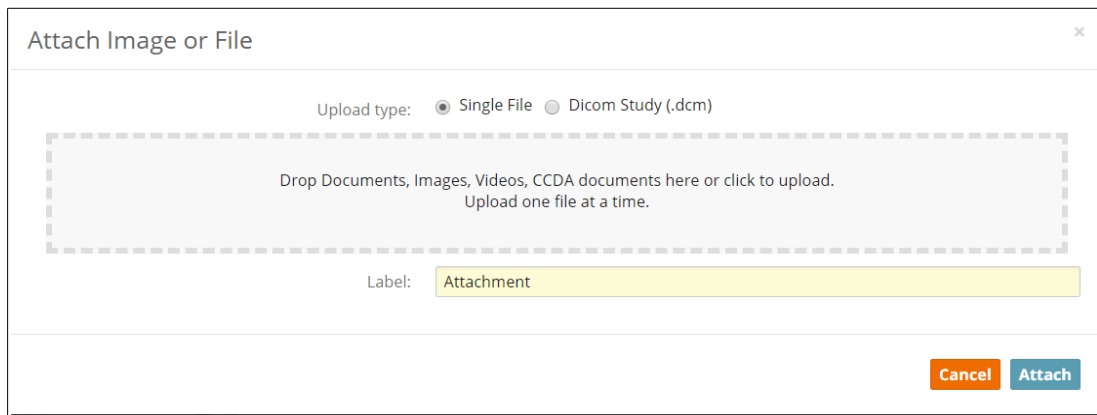 Attach Image or File
×
Upload type: Single File Dicom Study (.dcm)
Drop Documents, Images, Videos, CCDA documents here or click to upload.
Upload one file at a time.
Label: Attachment
Cancel Attach